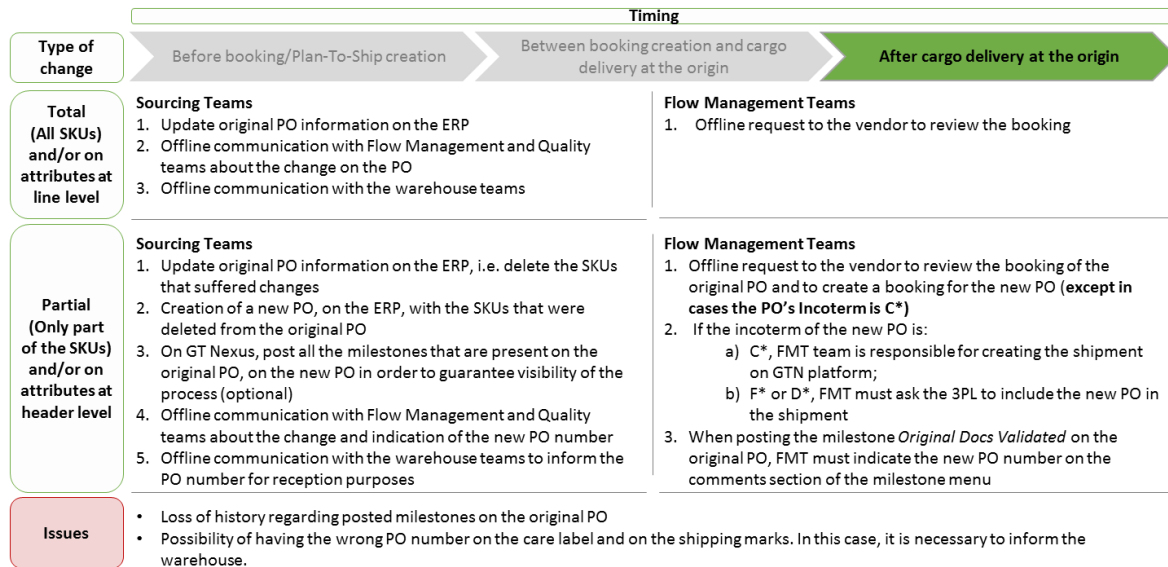 Timing
Type of
change
Before booking/Plan-To-Ship creation
Between booking creation and cargo
delivery at the origin
After cargo delivery at the origin
Total
(All SKUs)
and/or on
attributes at
line level
Sourcing Teams
1. Update original PO information on the ERP
2. Offline communication with Flow Management and Quality
teams about the change on the PO
3. Offline communication with the warehouse teams
Flow Management Teams
1. Offline request to the vendor to review the booking
Partial
(Only part
of the SKUs)
and/or on
attributes at
header level
Sourcing Teams
1. Update original PO information on the ERP, i.e. delete the SKUs
that suffered changes
2. Creation of a new PO, on the ERP, with the SKUs that were
deleted from the original PO
3. On GT Nexus, post all the milestones that are present on the
original PO, on the new PO in order to guarantee visibility of the
process (optional)
4. Offline communication with Flow Management and Quality
teams about the change and indication of the new PO number
5. Offline communication with the warehouse teams to inform the
PO number for reception purposes
Flow Management Teams
1. Offline request to the vendor to review the booking of the
original PO and to create a booking for the new PO (except in
cases the PO's Incoterm is C*)
2. If the incoterm of the new PO is:
a) C*, FMT team is responsible for creating the shipment
on GTN platform;
b) F* or D*, FMT must ask the 3PL to include the new PO in
the shipment
3. When posting the milestone Original Docs Validated on the
original PO, FMT must indicate the new PO number on the
comments section of the milestone menu
Issues
• Loss of history regarding posted milestones on the original PO
• Possibility of having the wrong PO number on the care label and on the shipping marks. In this case, it is necessary to inform the
warehouse.